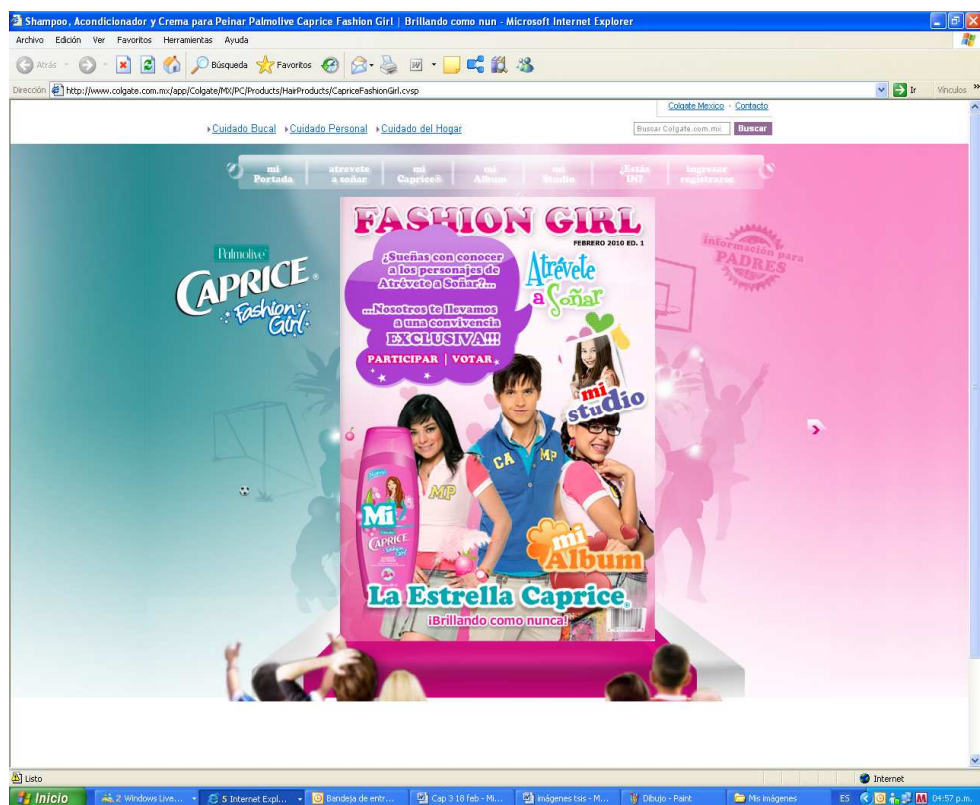 Shampoo, Acondicionador y Crema para Peinar Palmolive Caprice Fashion Girl | Brillando como nun - Microsoft Internet Explorer
Archivo Edición Ver Favoritos Herramientas Ayuda
Atrás Búsqueda Favoritos
Dirección http://www.colgate.com.mx/app/Colgate/MX/PC/Products/HairProducts/CapriceFashionGirl.cvsp Ir Vínculos »
Colgate Mexico - Contacto
Cuidado Bucal Cuidado Personal Cuidado del Hogar Buscar Colgate.com.mx Buscar
mi Portada
atrevete a soñar
mi Caprice®
mi Album
mi Studio
¿Estás IN?
ingresar registrarse
FASHION GIRL
FEBRERO 2010 ED. 1
Palmolive
CAPRICE®
Fashion Girl
¿Sueñas con conocer
a los personajes de
Atrévete a Soñar?...
...Nosotros te llevamos
a una convivencia
EXCLUSIVA!!!
PARTICIPAR | VOTAR
Atrévete
a Soñar
Información para
PADRES
mi
studio
CA MP
MP
Mi
CAPRICE
Fashion Girl
mi
Album
La Estrella Caprice®
¡Brillando como nunca!
Listo Internet
Inicio 2 Windows Live... 5 Internet Expl... Bandeja de entr... Cap 3 18 feb - Mi... imágenes tsis - M... Dibujo - Paint Mis imágenes ES 04:57 p.m.